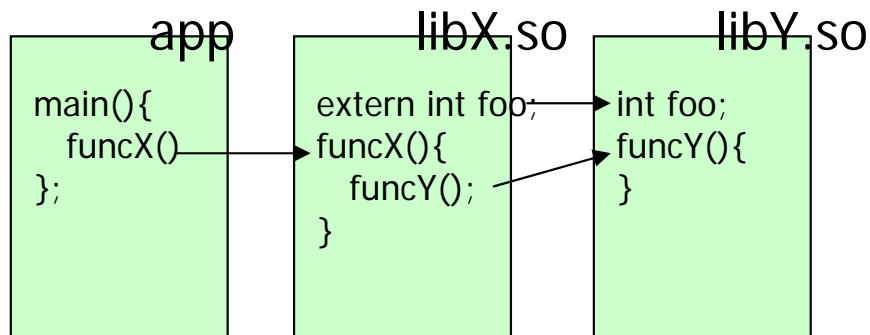 app
main(){
funcX()
};
libX.so
extern int foo;
funcX(){
funcY();
}
libY.so
int foo;
funcY(){
}